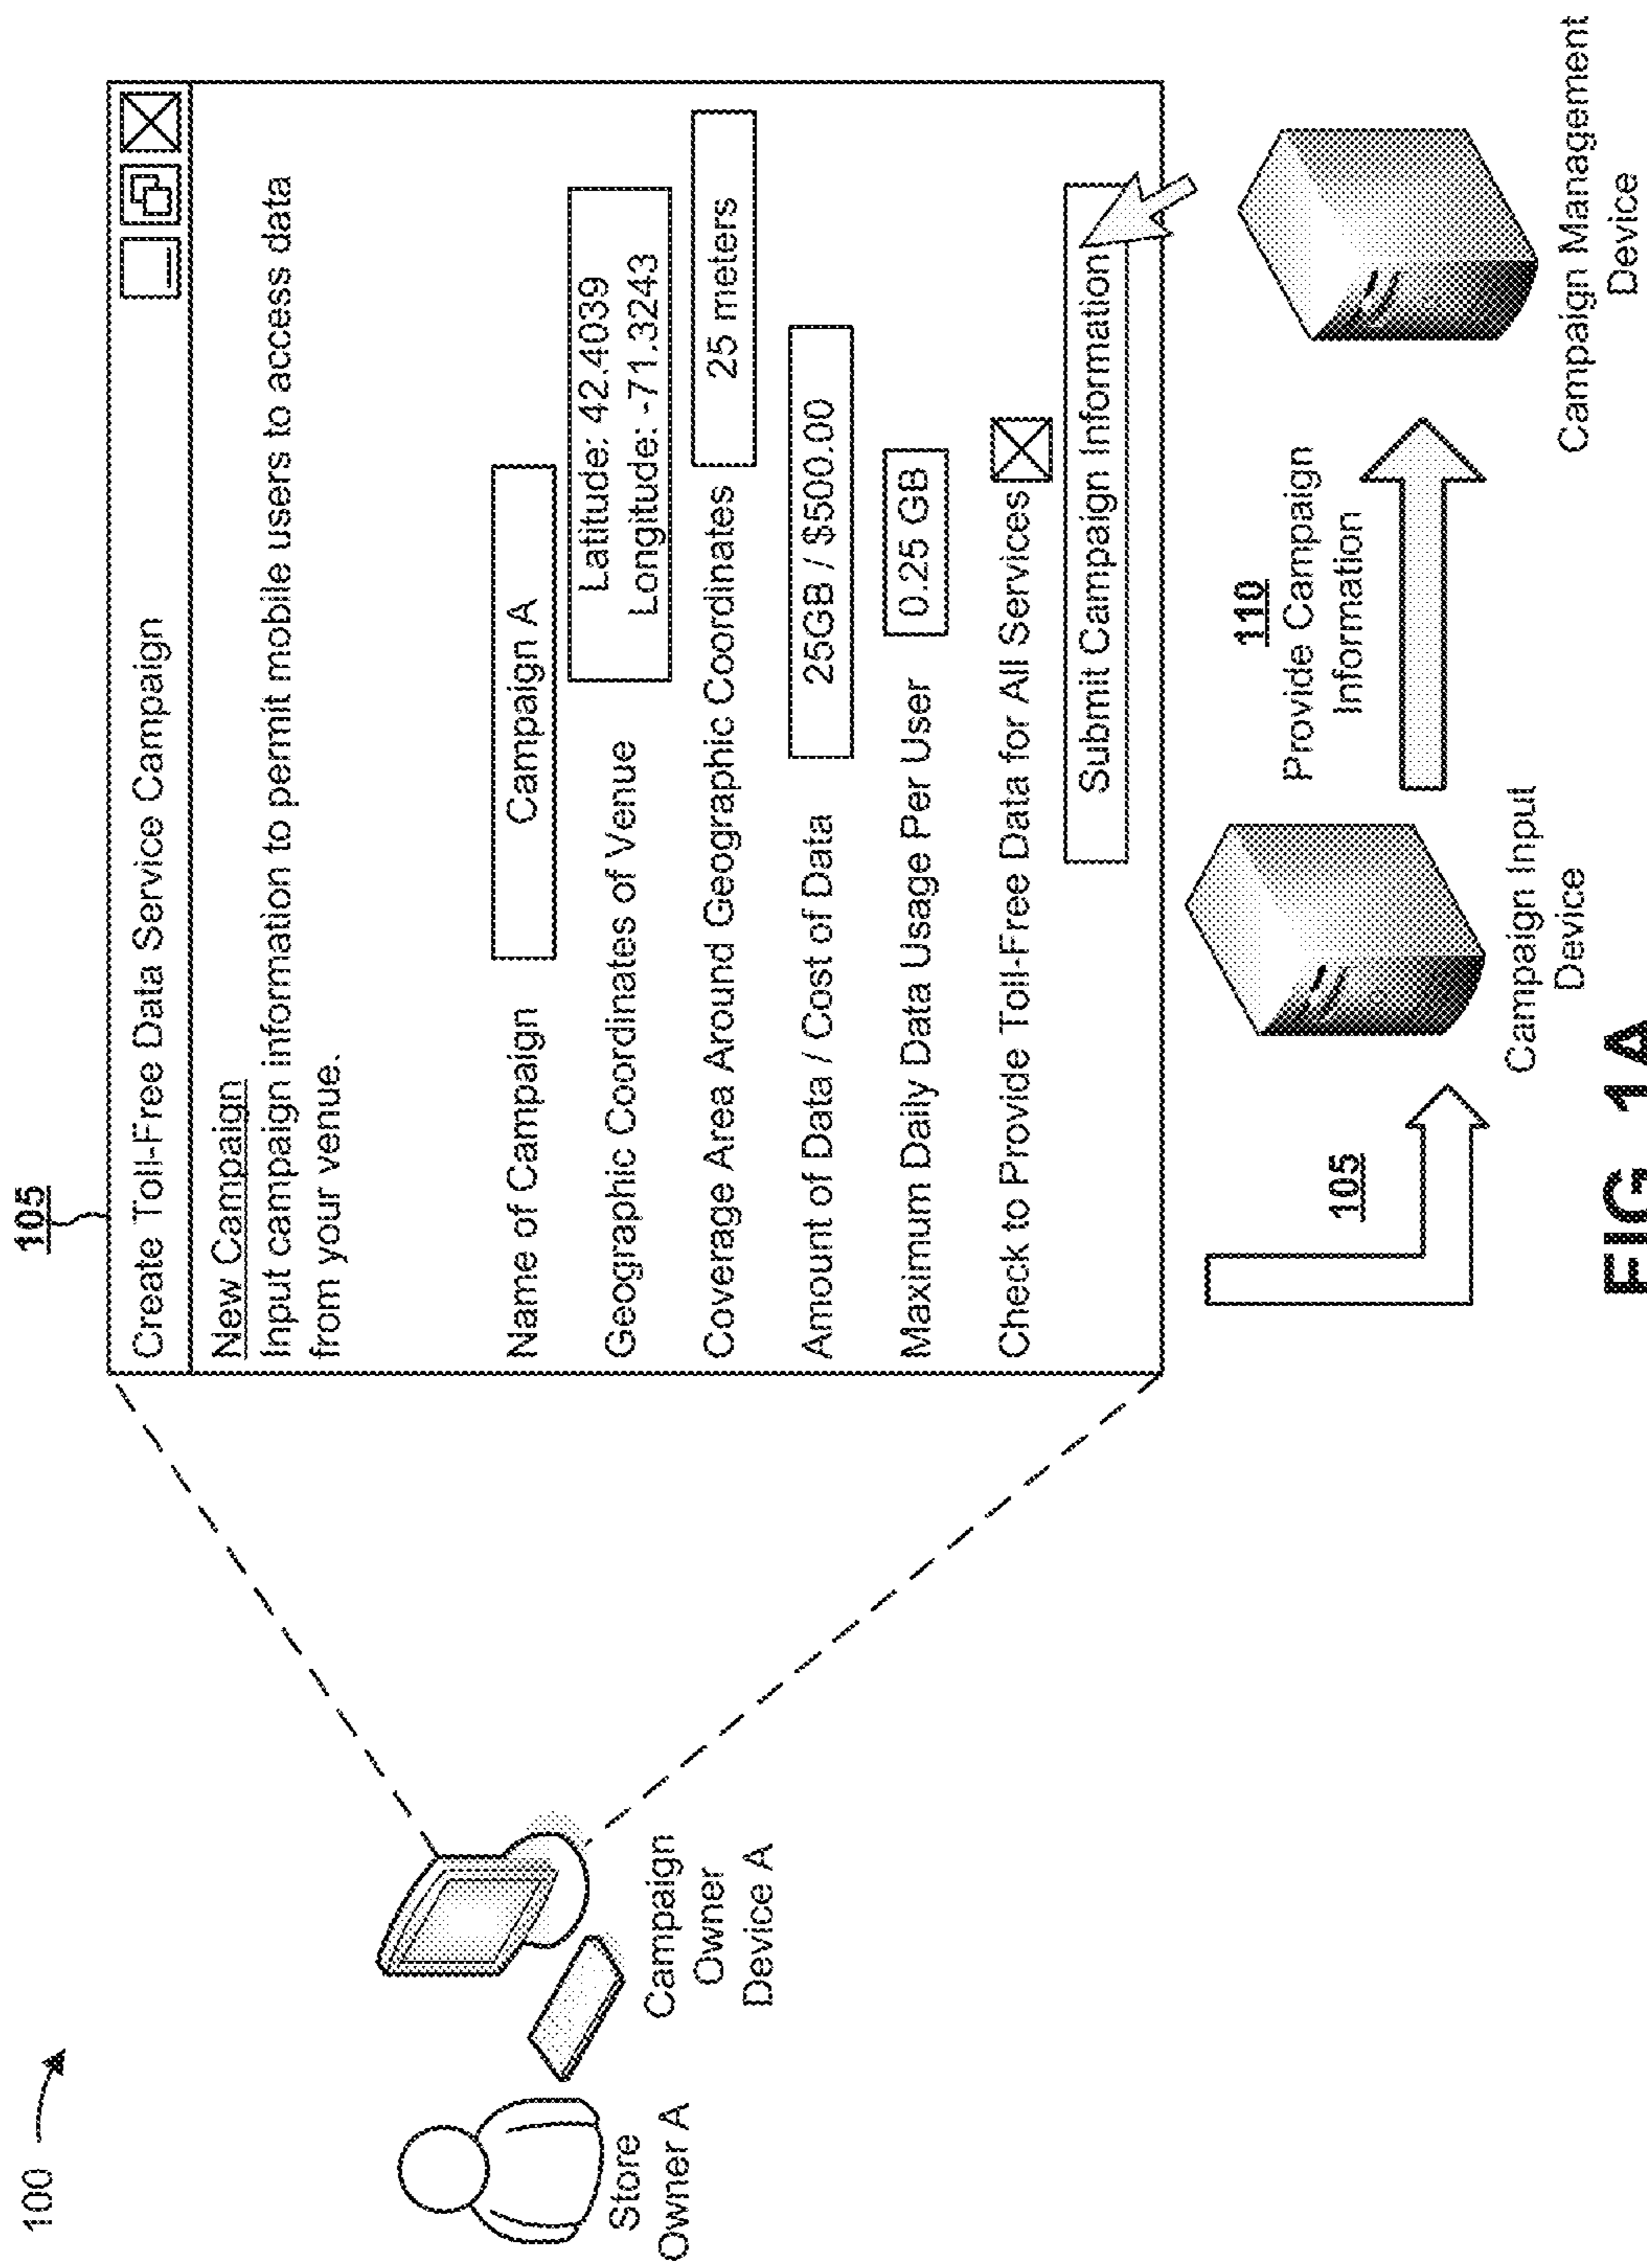 100
105
Create Toll-Free Data Service Campaign
New Campaign
Input campaign information to permit mobile users to access data
from your venue.
Name of Campaign
Campaign A
Geographic Coordinates of Venue
Latitude: 42.4039
Longitude: -71.3243
Coverage Area Around Geographic Coordinates
25 meters
Amount of Data / Cost of Data
25GB / $500.00
Maximum Daily Data Usage Per User
0.25 GB
Check to Provide Toll-Free Data for All Services
Submit Campaign Information
Store
Owner A
Campaign
Owner
Device A
105
Campaign Input
Device
110
Provide Campaign
Information
Campaign Management
Device
FIG. 1A